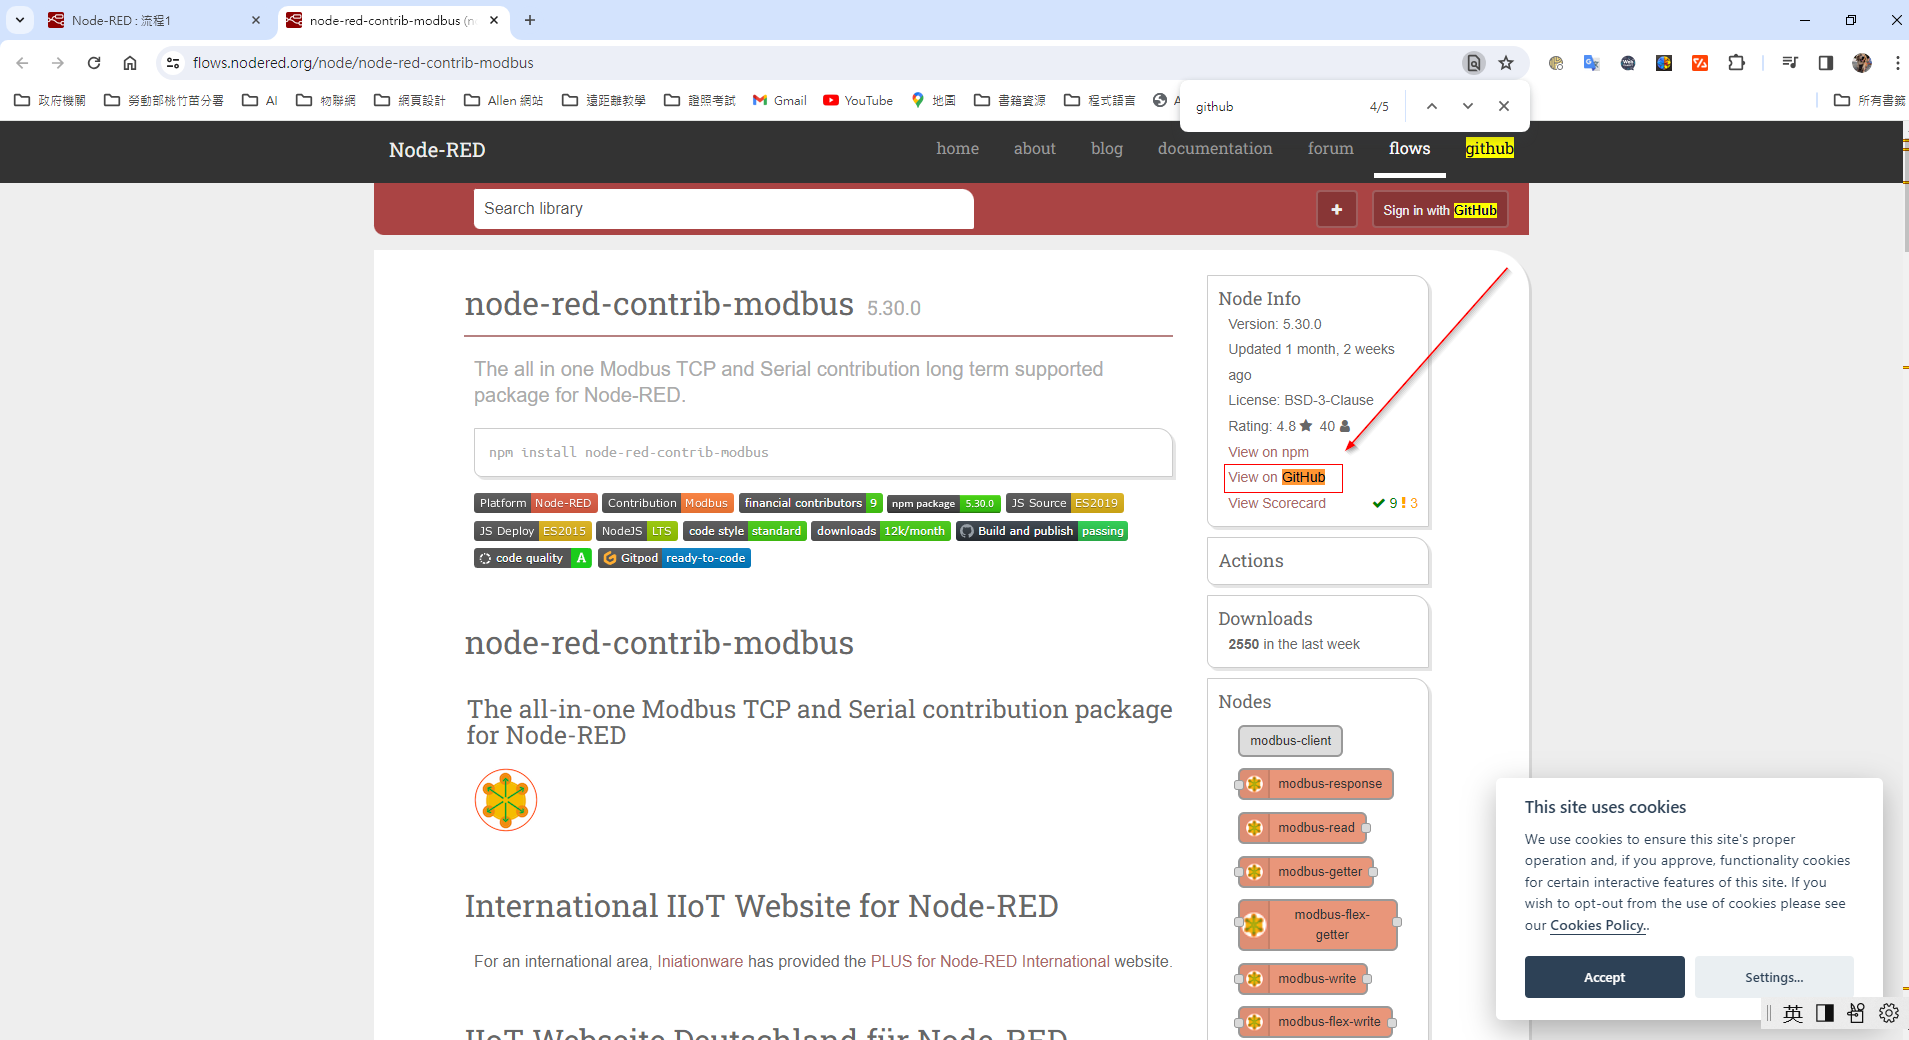 Node-RED : 流程1
node-red-contrib-modbus (n
flows.nodered.org/node/node-red-contrib-modbus
政府機關
勞動部桃竹苗分署
AI
物聯網
網頁設計
Allen 網站
遠距離教學
證照考試
Gmail
YouTube
地圖
書籍資源
程式語言
所有書籤
github
4/5
Node-RED
home
about
blog
documentation
forum
flows
github
Search library
+
Sign in with GitHub
node-red-contrib-modbus 5.30.0
The all in one Modbus TCP and Serial contribution long term supported
package for Node-RED.
npm install node-red-contrib-modbus
Platform Node-RED Contribution Modbus financial contributors 9 npm package 5.30.0 JS Source ES2019
JS Deploy ES2015 NodeJS LTS code style standard downloads 12k/month Build and publish passing
code quality A Gitpod ready-to-code
node-red-contrib-modbus
The all-in-one Modbus TCP and Serial contribution package
for Node-RED
International IIoT Website for Node-RED
For an international area, Iniationware has provided the PLUS for Node-RED International website.
IIoT Webseite Deutschland für Node-RED
Node Info
Version: 5.30.0
Updated 1 month, 2 weeks
ago
License: BSD-3-Clause
Rating: 4.8 40
View on npm
View on GitHub
View Scorecard 9 3
Actions
Downloads
2550 in the last week
Nodes
modbus-client
modbus-response
modbus-read
modbus-getter
modbus-flex-
getter
modbus-write
modbus-flex-write
This site uses cookies
We use cookies to ensure this site's proper
operation and, if you approve, functionality cookies
for certain interactive features of this site. If you
wish to opt-out from the use of cookies please see
our Cookies Policy..
Accept
Settings...
英